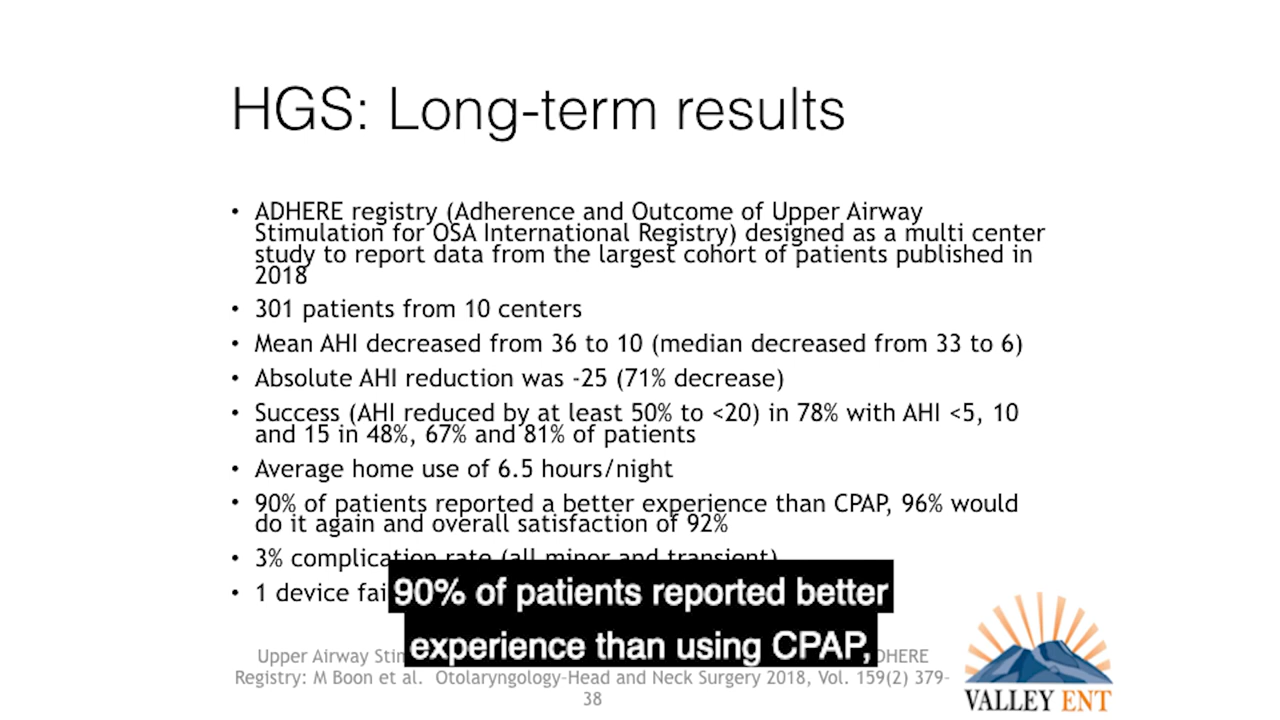 HGS: Long-term results
• ADHERE registry (Adherence and Outcome of Upper Airway
Stimulation for OSA International Registry) designed as a multi center
study to report data from the largest cohort of patients published in
2018
• 301 patients from 10 centers
• Mean AHI decreased from 36 to 10 (median decreased from 33 to 6)
• Absolute AHI reduction was -25 (71% decrease)
• Success (AHI reduced by at least 50% to <20) in 78% with AHI <5, 10
and 15 in 48%, 67% and 81% of patients
• Average home use of 6.5 hours/night
• 90% of patients reported a better experience than CPAP, 96% would
do it again and overall satisfaction of 92%
• 3% complication rate (all minor and transient)
• 1 device
90% of patients reported better
experience than using CPAP,
Upper Airway
Registry: M Boon et al. Otolaryngology-Head and Neck Surgery 2018, Vol. 159(2) 379-
38
VALLEY ENT